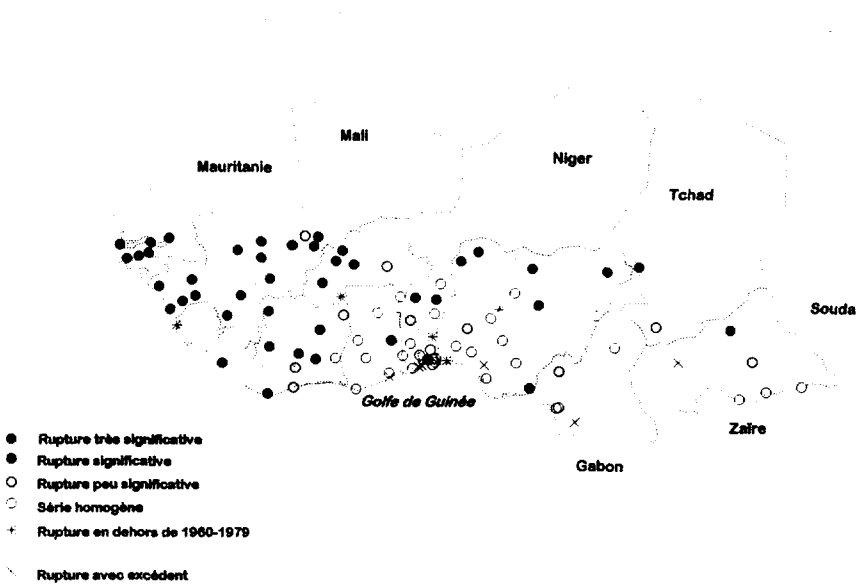 Mali
Mauritanie
Niger
Tchad
Souda
Golfe de Guinée
Zaïre
Gabon
Rupture très significative
Rupture significative
Rupture peu significative
Série homogène
Rupture en dehors de 1960-1979
Rupture avec excédent